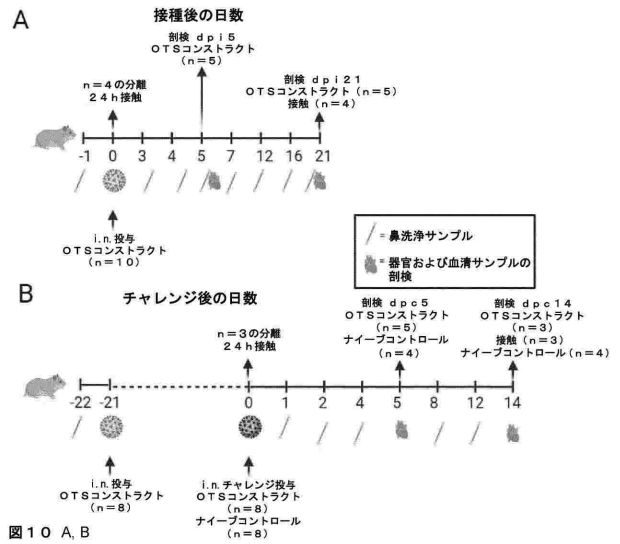 A
接種後の日数
剖検 ｄｐｉ５
ＯＴＳコンストラクト
（ｎ＝５）
ｎ＝４の分離
２４ｈ接触
剖検 ｄｐｉ２１
ＯＴＳコンストラクト（ｎ＝５）
接触（ｎ＝４）
-1 0 3 4 5 7 12 16 21
ｉ.ｎ.投与
ＯＴＳコンストラクト
（ｎ＝１０）
= 鼻洗浄サンプル
= 器官および血清サンプルの
剖検
B
チャレンジ後の日数
ｎ＝３の分離
２４ｈ接触
剖検 ｄｐｃ５
ＯＴＳコンストラクト
（ｎ＝５）
ナイーブコントロール
（ｎ＝４）
剖検 ｄｐｃ１４
ＯＴＳコンストラクト
（ｎ＝３）
接触（ｎ＝３）
ナイーブコントロール（ｎ＝４）
-22 -21 0 1 2 4 5 8 12 14
ｉ.ｎ.投与
ＯＴＳコンストラクト
（ｎ＝８）
ｉ.ｎ.チャレンジ投与
ＯＴＳコンストラクト
（ｎ＝８）
ナイーブコントロール
（ｎ＝８）
図１０ A, B